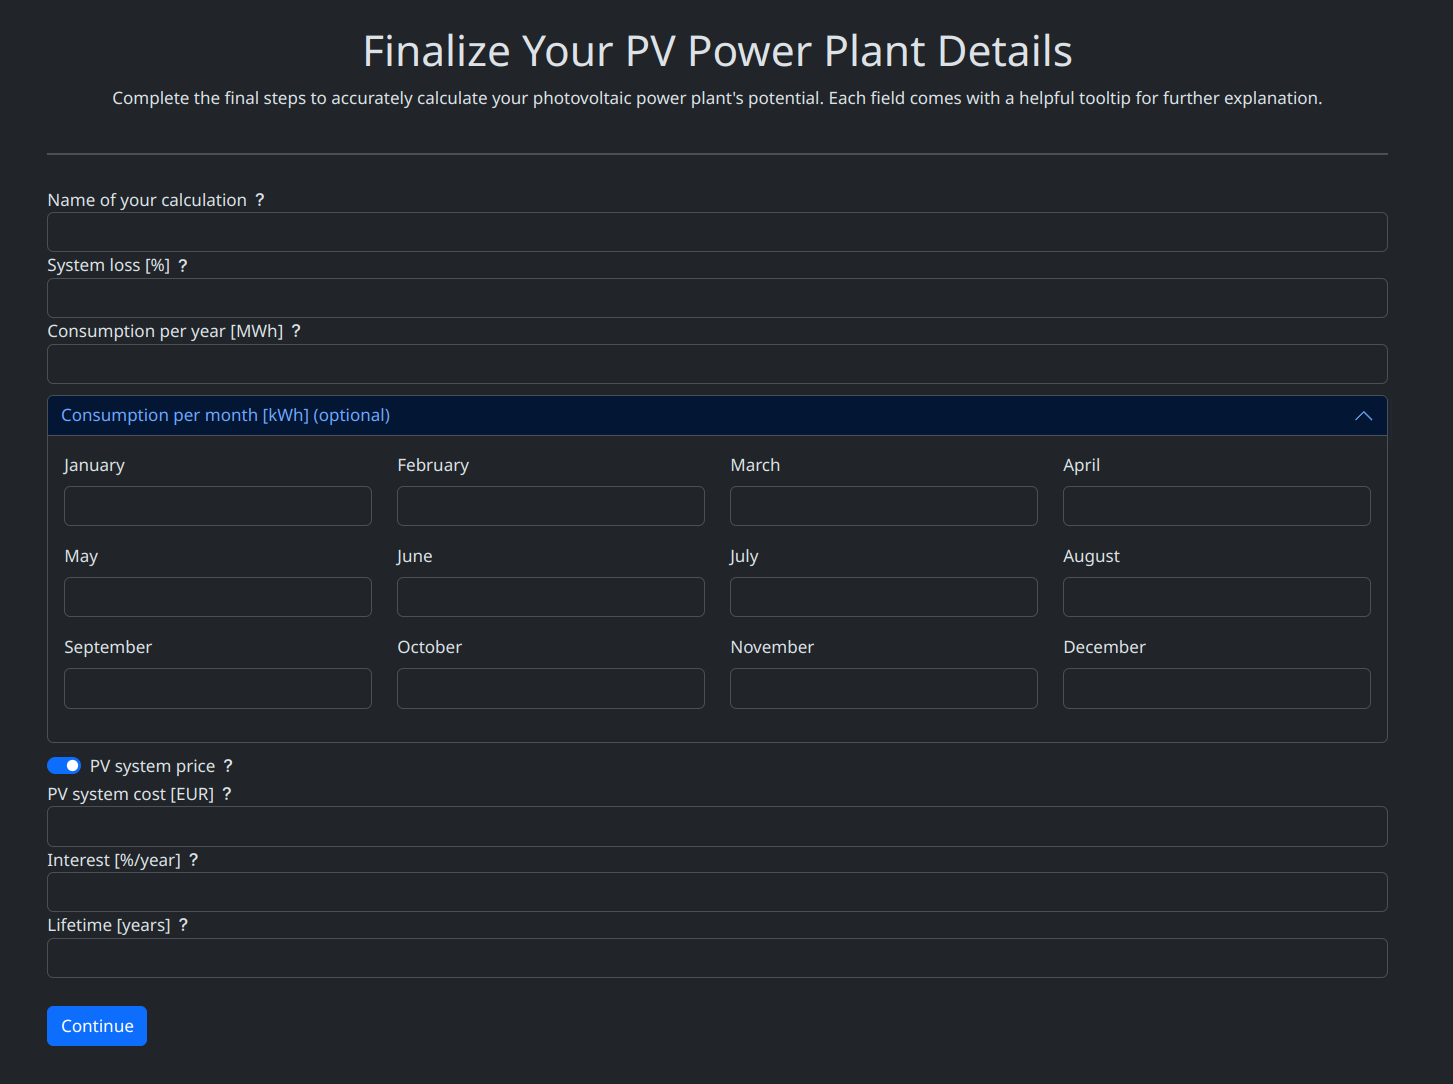 Finalize Your PV Power Plant Details
Complete the final steps to accurately calculate your photovoltaic power plant's potential. Each field comes with a helpful tooltip for further explanation.
Name of your calculation ?
System loss [%] ?
Consumption per year [MWh] ?
Consumption per month [kWh] (optional)
January February March April
May June July August
September October November December
PV system price ?
PV system cost [EUR] ?
Interest [%/year] ?
Lifetime [years] ?
Continue